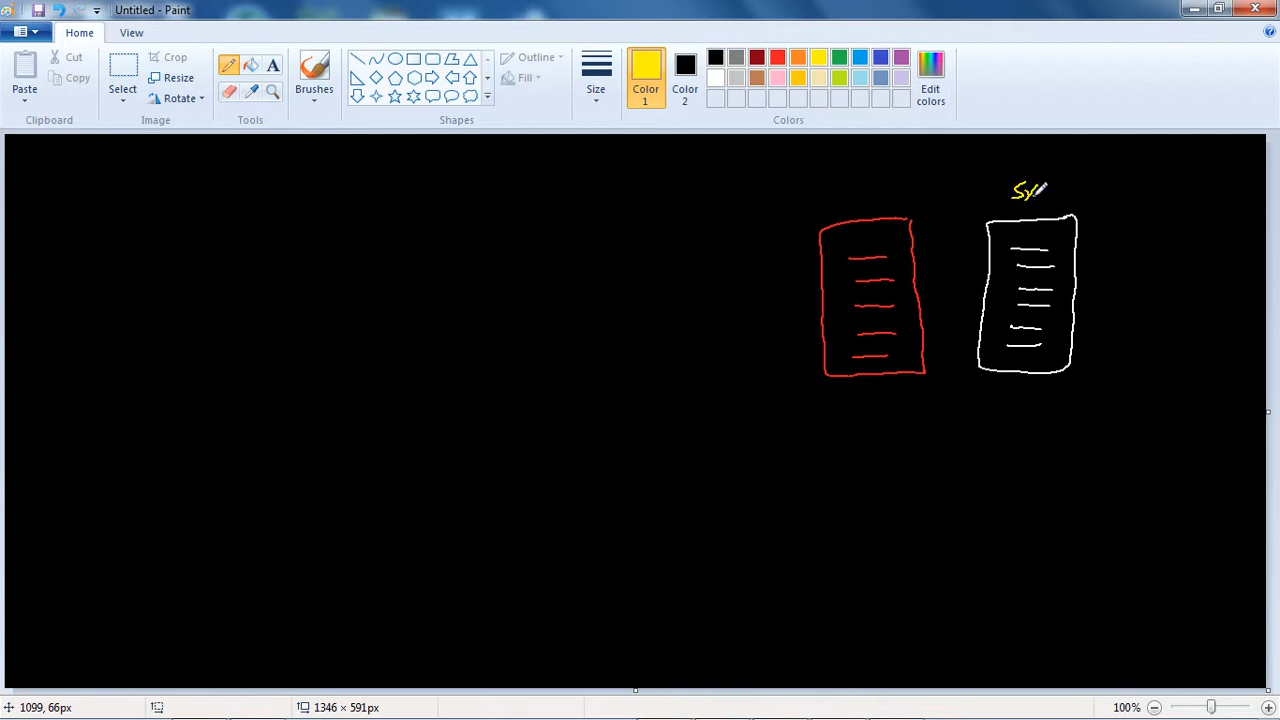 Untitled - Paint
Home
View
Paste
Cut
Copy
Clipboard
Select
Crop
Resize
Rotate
Image
Tools
Brushes
Shapes
Outline
Fill
Size
Color 1
Color 2
Edit colors
Colors
Sy
1099, 66px
1346 × 591px
100%